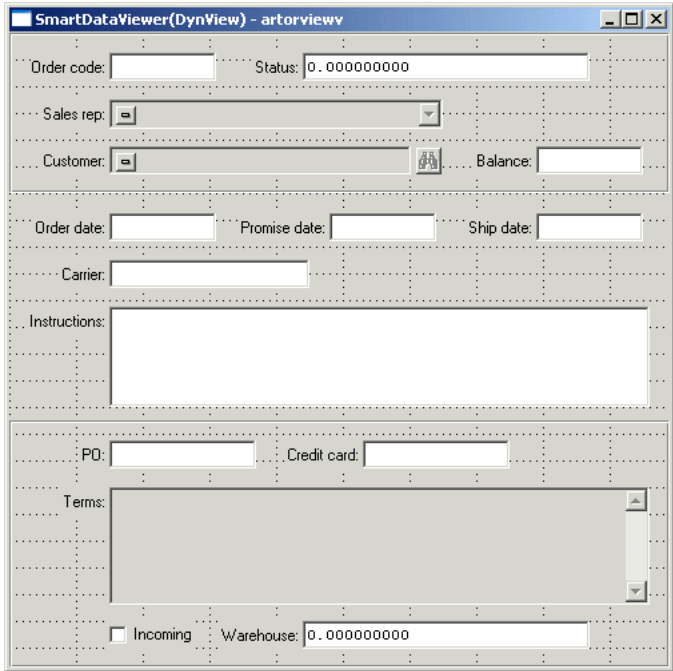 SmartDataViewer(DynView) - artorviewv
Order code: Status: 0.000000000
Sales rep:
Customer: Balance:
Order date: Promise date: Ship date:
Carrier:
Instructions:
PO: Credit card:
Terms:
Incoming Warehouse: 0.000000000